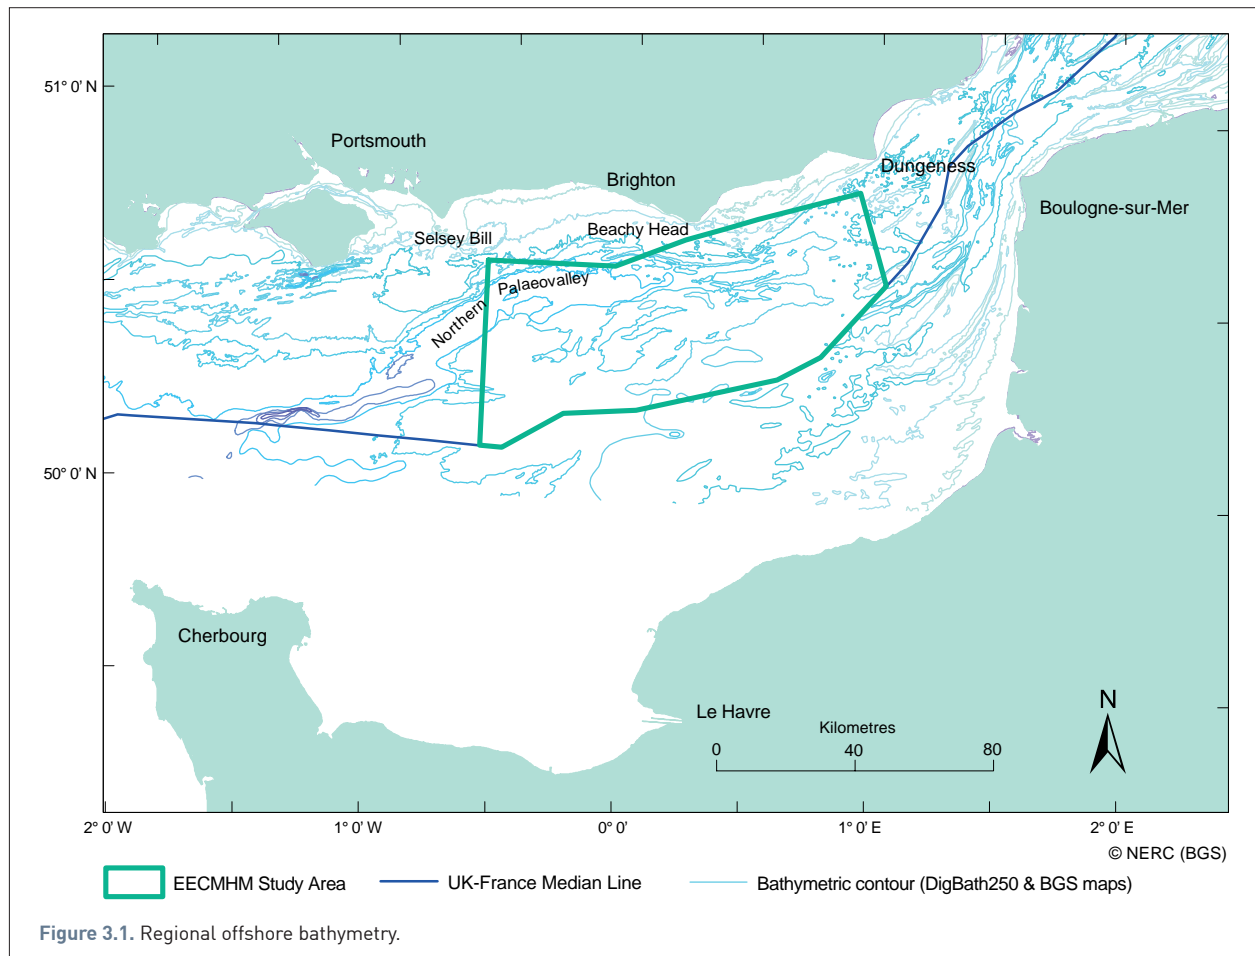 51° 0' N
Portsmouth
Brighton
Dungeness
Boulogne-sur-Mer
Selsey Bill
Beachy Head
Northern Palaeovalley
50° 0' N
Cherbourg
Le Havre
N
Kilometres
0 40 80
2° 0' W 1° 0' W 0° 0' 1° 0' E 2° 0' E
© NERC (BGS)
EECMHM Study Area UK-France Median Line Bathymetric contour (DigBath250 & BGS maps)
Figure 3.1. Regional offshore bathymetry.